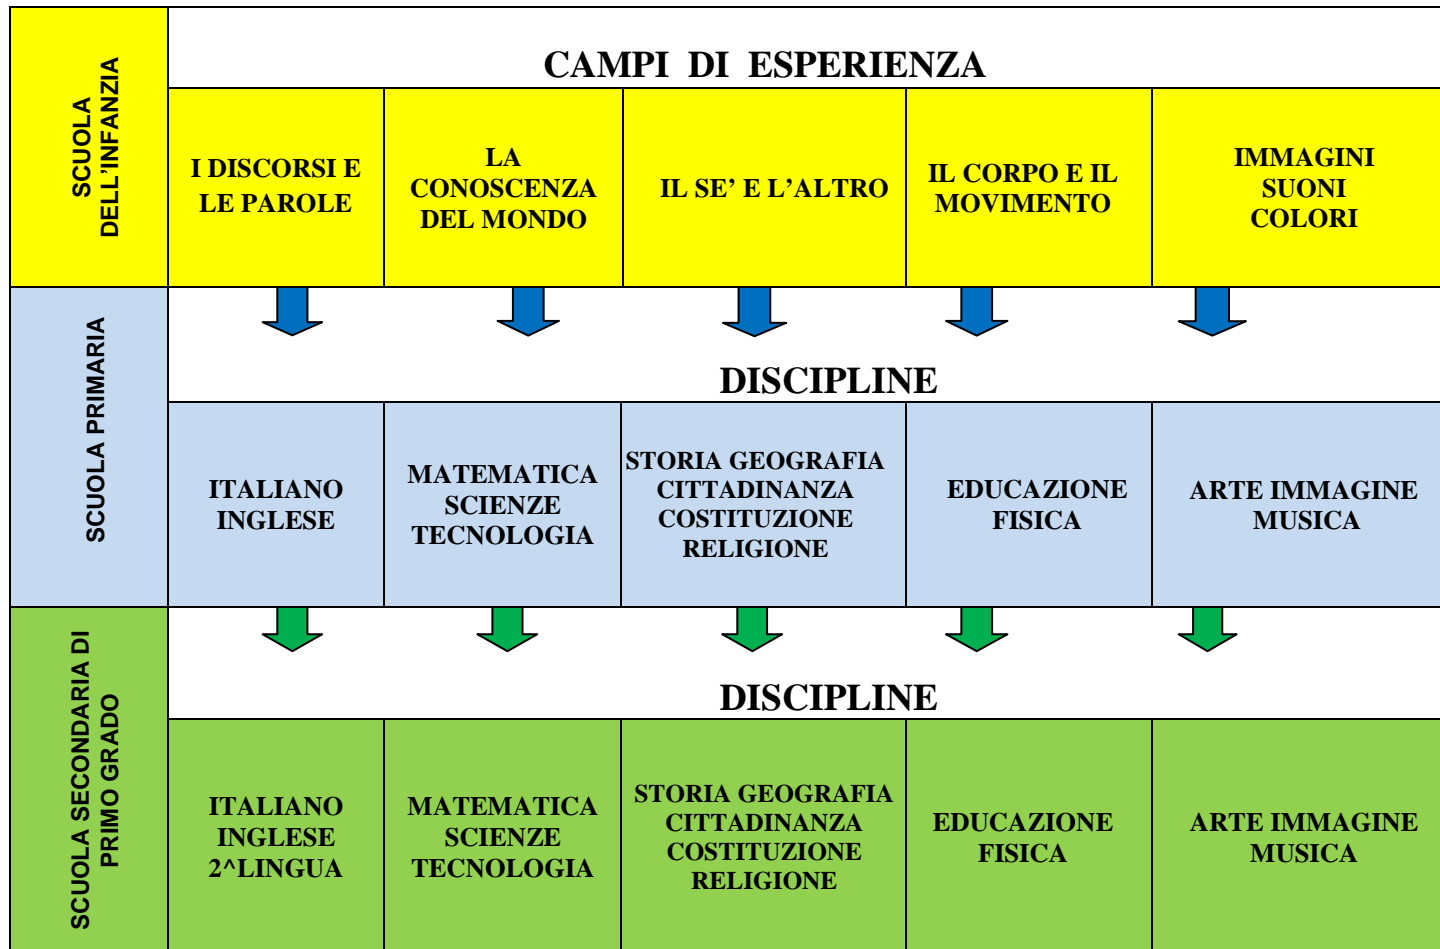 SCUOLA
DELL'INFANZIA
CAMPI DI ESPERIENZA
I DISCORSI E
LE PAROLE
LA
CONOSCENZA
DEL MONDO
IL SE' E L'ALTRO
IL CORPO E IL
MOVIMENTO
IMMAGINI
SUONI
COLORI
SCUOLA PRIMARIA
DISCIPLINE
ITALIANO
INGLESE
MATEMATICA
SCIENZE
TECNOLOGIA
STORIA GEOGRAFIA
CITTADINANZA
COSTITUZIONE
RELIGIONE
EDUCAZIONE
FISICA
ARTE IMMAGINE
MUSICA
SCUOLA SECONDARIA DI
PRIMO GRADO
DISCIPLINE
ITALIANO
INGLESE
2^LINGUA
MATEMATICA
SCIENZE
TECNOLOGIA
STORIA GEOGRAFIA
CITTADINANZA
COSTITUZIONE
RELIGIONE
EDUCAZIONE
FISICA
ARTE IMMAGINE
MUSICA